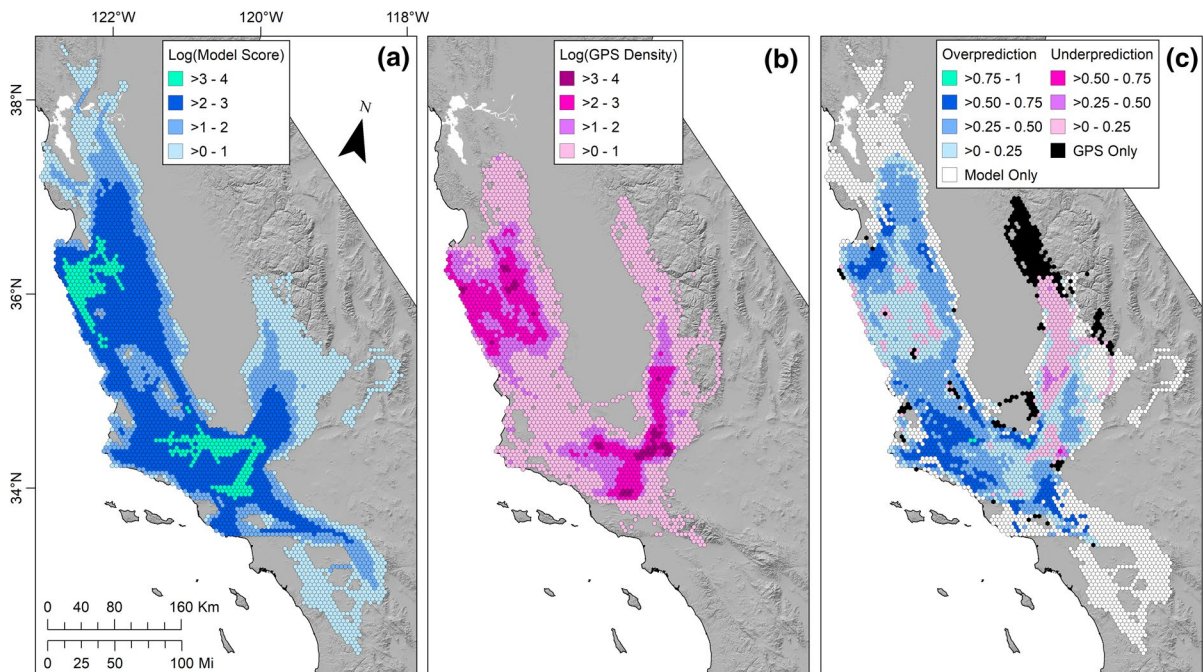 122°W 120°W 118°W
38°N
36°N
34°N
(a)
Log(Model Score)
>3 - 4
>2 - 3
>1 - 2
>0 - 1
N
0 40 80 160 Km
0 25 50 100 Mi
(b)
Log(GPS Density)
>3 - 4
>2 - 3
>1 - 2
>0 - 1
(c)
Overprediction Underprediction
>0.75 - 1 >0.50 - 0.75
>0.50 - 0.75 >0.25 - 0.50
>0.25 - 0.50 >0 - 0.25
>0 - 0.25 GPS Only
Model Only